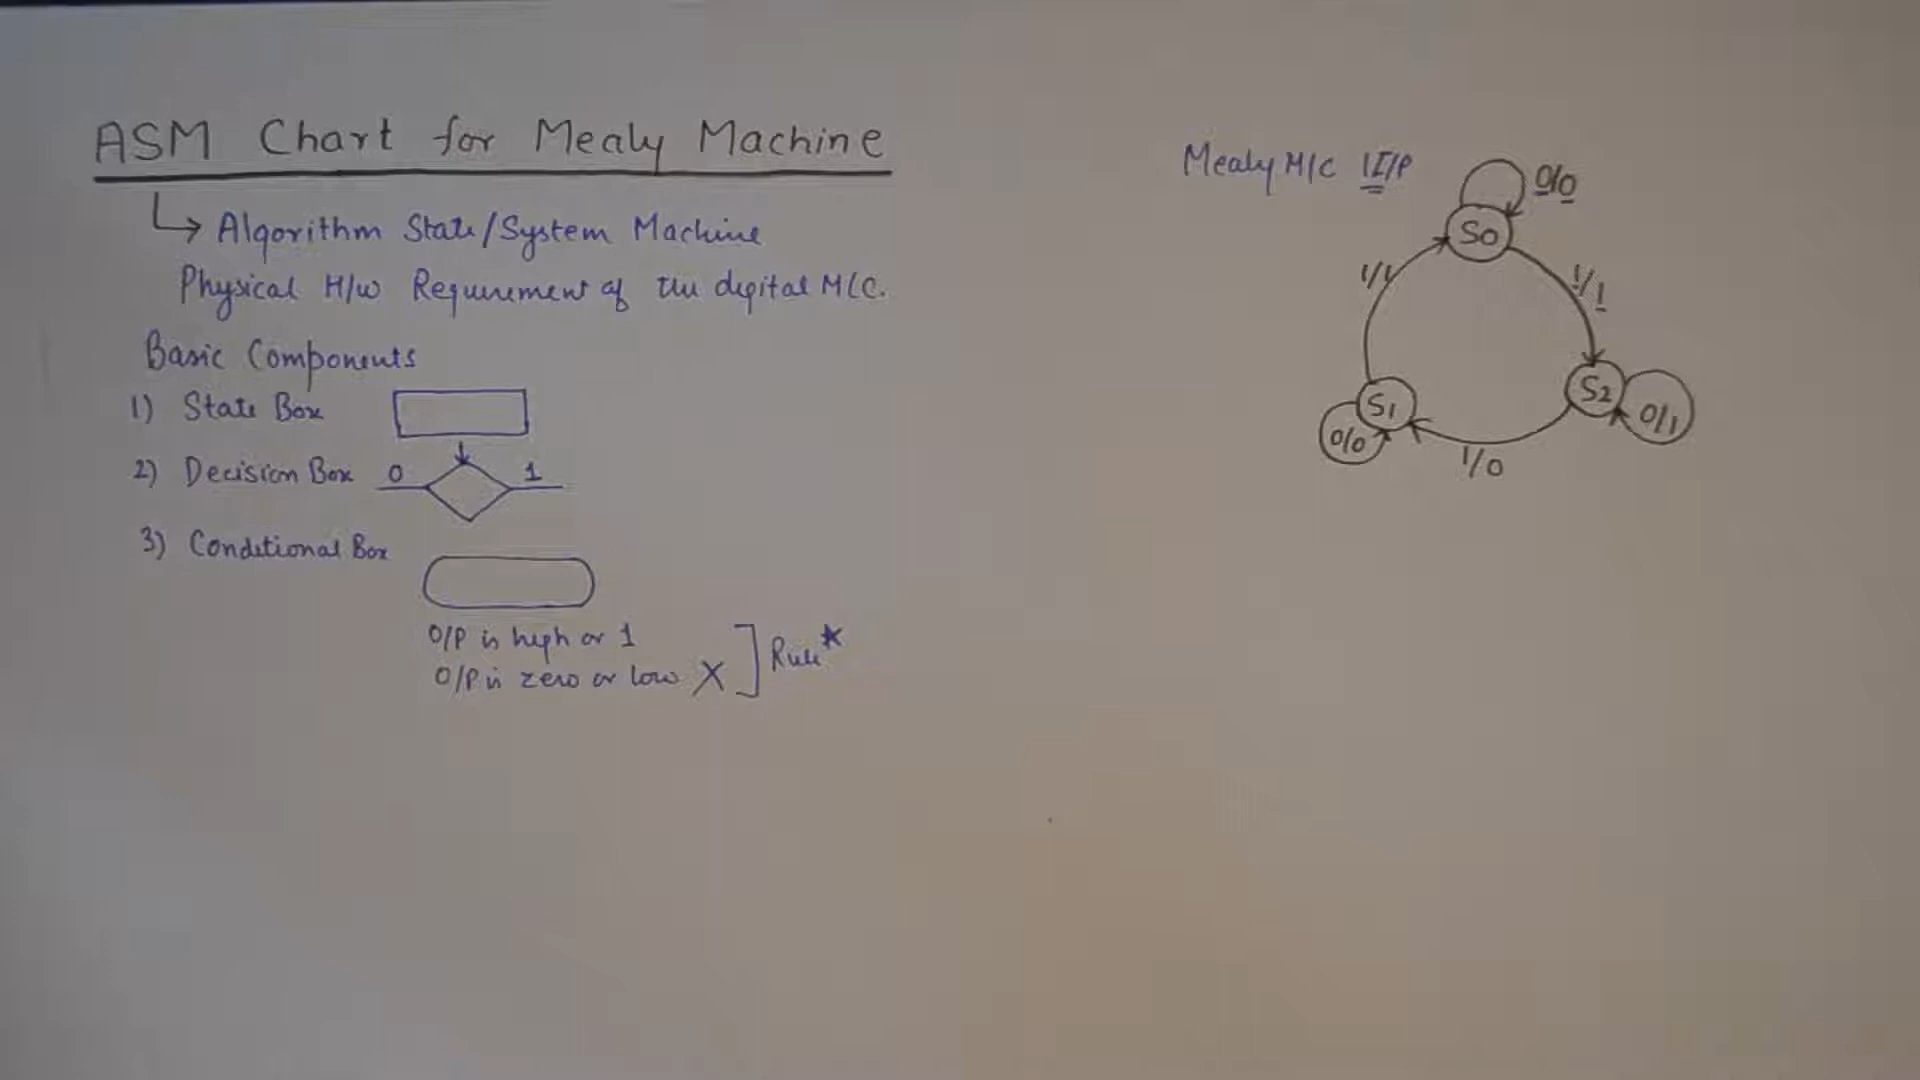 ASM Chart for Mealy Machine
Algorithm State/System Machine
Physical H/w Requirement of the digital M/C.
Basic Components
1) State Box
2) Decision Box 0 1
3) Conditional Box
O/P is high or 1
O/P is zero or low X ] Rule*
Mealy M/C 1I/P
0/0
S0
1/1
1/1
S1
S2
0/0
0/1
1/0